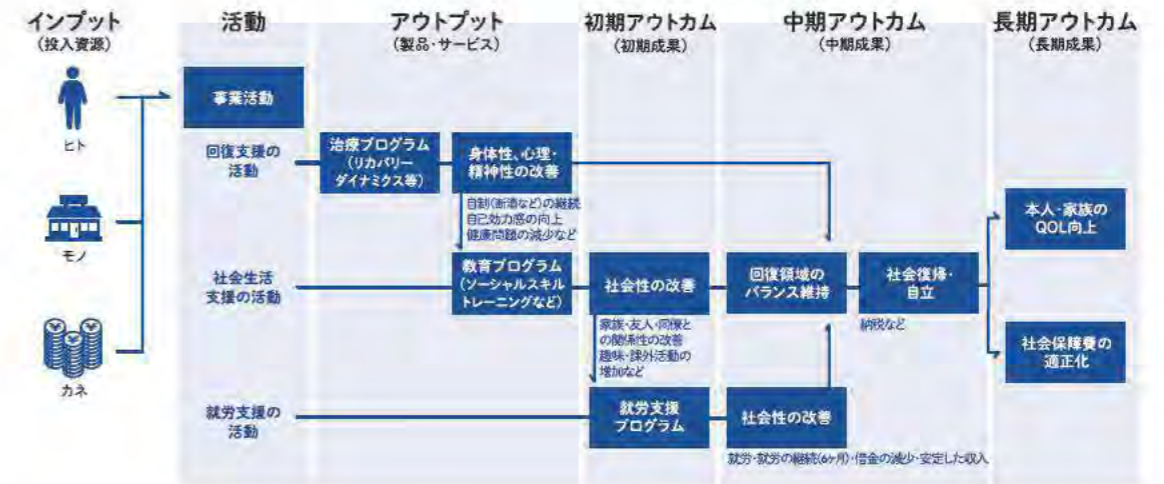 インプット
(投入資源)
活動
アウトプット
(製品・サービス)
初期アウトカム
(初期成果)
中期アウトカム
(中期成果)
長期アウトカム
(長期成果)
ヒト
モノ
カネ
事業活動
回復支援の
活動
治療プログラム
(リカバリー
ダイナミクス等)
身体性、心理・
精神性の改善
自制(断酒など)の継続
自己効力感の向上
健康問題の減少など
社会生活
支援の活動
教育プログラム
(ソーシャルスキル
トレーニングなど)
社会性の改善
家族・友人・同僚と
の関係性の改善
趣味・課外活動の
増加など
回復領域の
バランス維持
社会復帰・
自立
納税など
本人・家族の
QOL向上
社会保障費の
適正化
就労支援の
活動
就労支援
プログラム
社会性の改善
就労・就労の継続(6ヶ月)・借金の減少・安定した収入